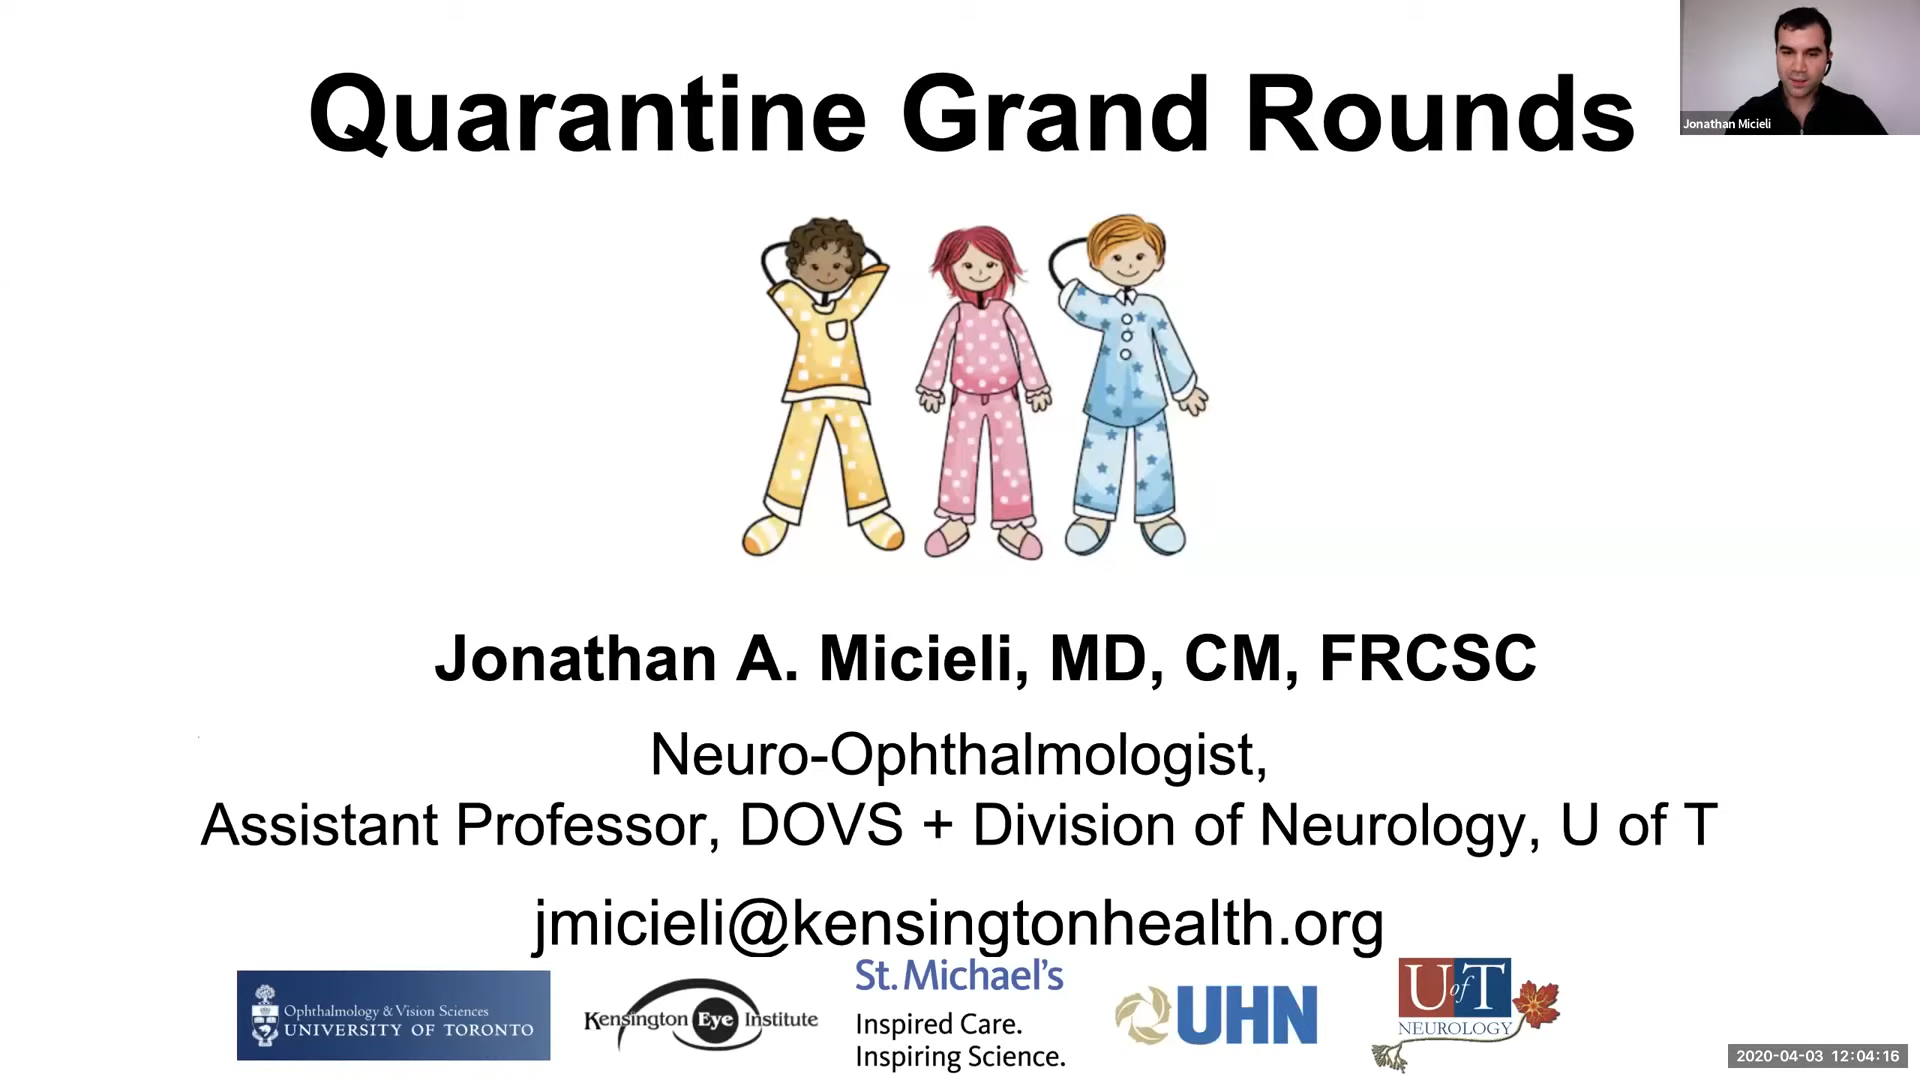 Quarantine Grand Rounds
Jonathan Micieli
Jonathan A. Micieli, MD, CM, FRCSC
Neuro-Ophthalmologist,
Assistant Professor, DOVS + Division of Neurology, U of T
jmicieli@kensingtonhealth.org
Ophthalmology & Vision Sciences
UNIVERSITY OF TORONTO
Kensington Eye Institute
St. Michael's
Inspired Care.
Inspiring Science.
UHN
U of T
NEUROLOGY
2020-04-03 12:04:16